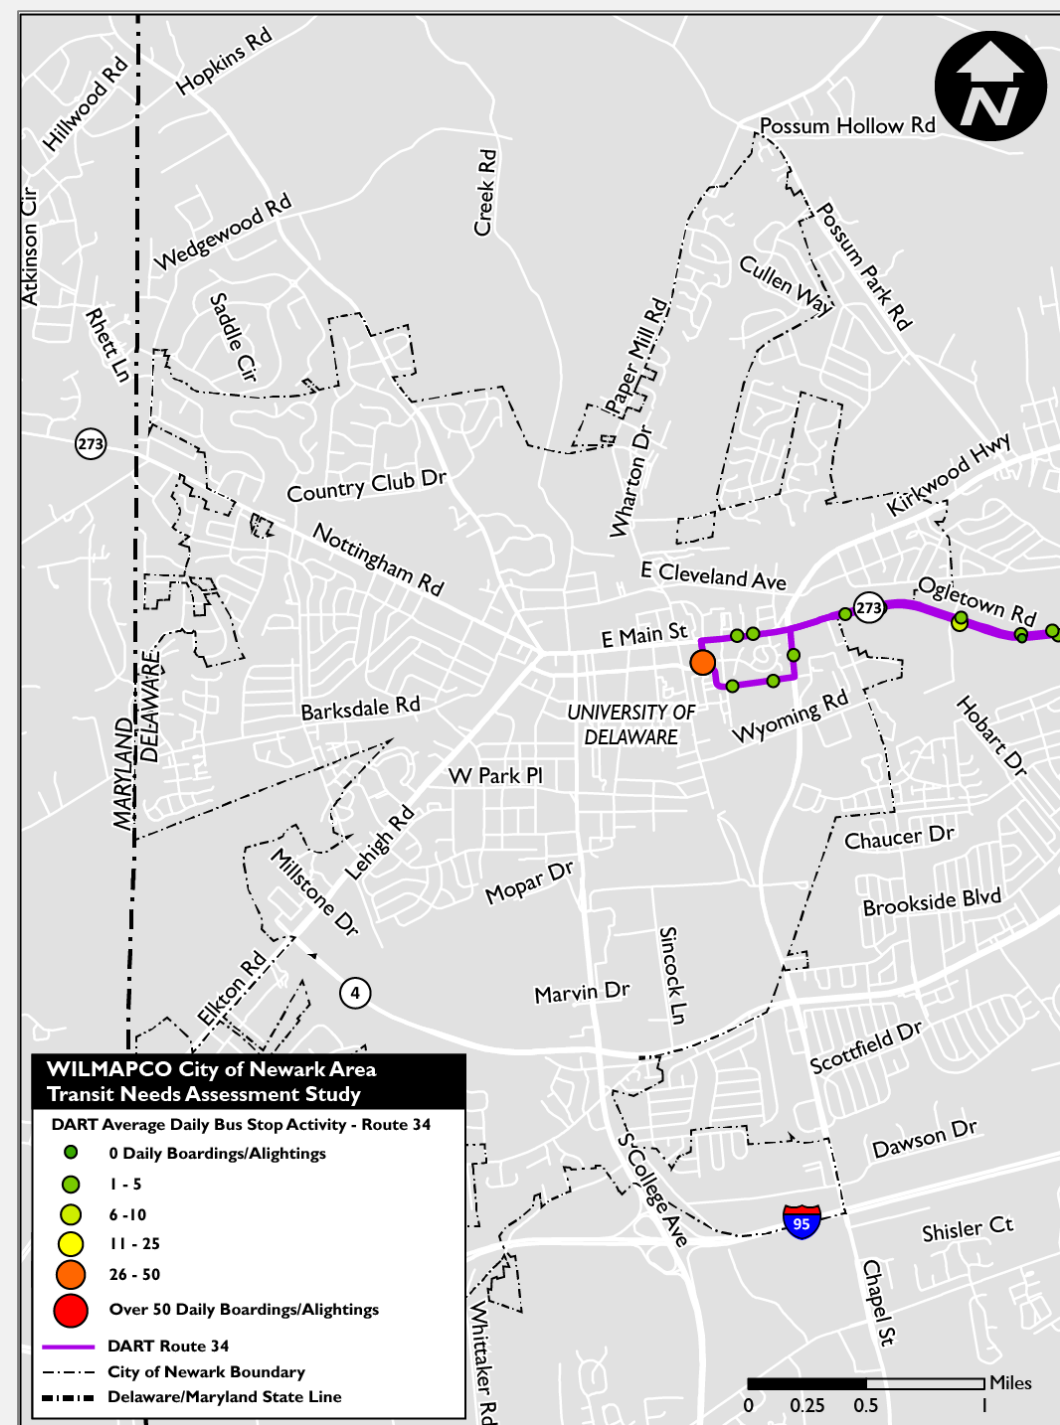 N
Hopkins Rd
Hillwood Rd
Possum Hollow Rd
Creek Rd
Atkinson Cir
Wedgewood Rd
Possum Park Rd
Cullen Way
Saddle Cir
Rhett Ln
Paper Mill Rd
273
Kirkwood Hwy
Country Club Dr
Wharton Dr
Nottingham Rd
E Cleveland Ave
Ogletown Rd
273
E Main St
MARYLAND
DELAWARE
Barksdale Rd
UNIVERSITY OF
DELAWARE
Wyoming Rd
Hobart Dr
W Park Pl
Lehigh Rd
Chaucer Dr
Millstone Dr
Mopar Dr
Brookside Blvd
Sincock Ln
Elkton Rd
4
Marvin Dr
Scottfield Dr
WILMAPCO City of Newark Area
Transit Needs Assessment Study
DART Average Daily Bus Stop Activity - Route 34
0 Daily Boardings/Alightings
1 - 5
6 -10
11 - 25
26 - 50
Over 50 Daily Boardings/Alightings
DART Route 34
City of Newark Boundary
Delaware/Maryland State Line
Dawson Dr
S College Ave
95
Shisler Ct
Chapel St
Whittaker Rd
Miles
0 0.25 0.5 1